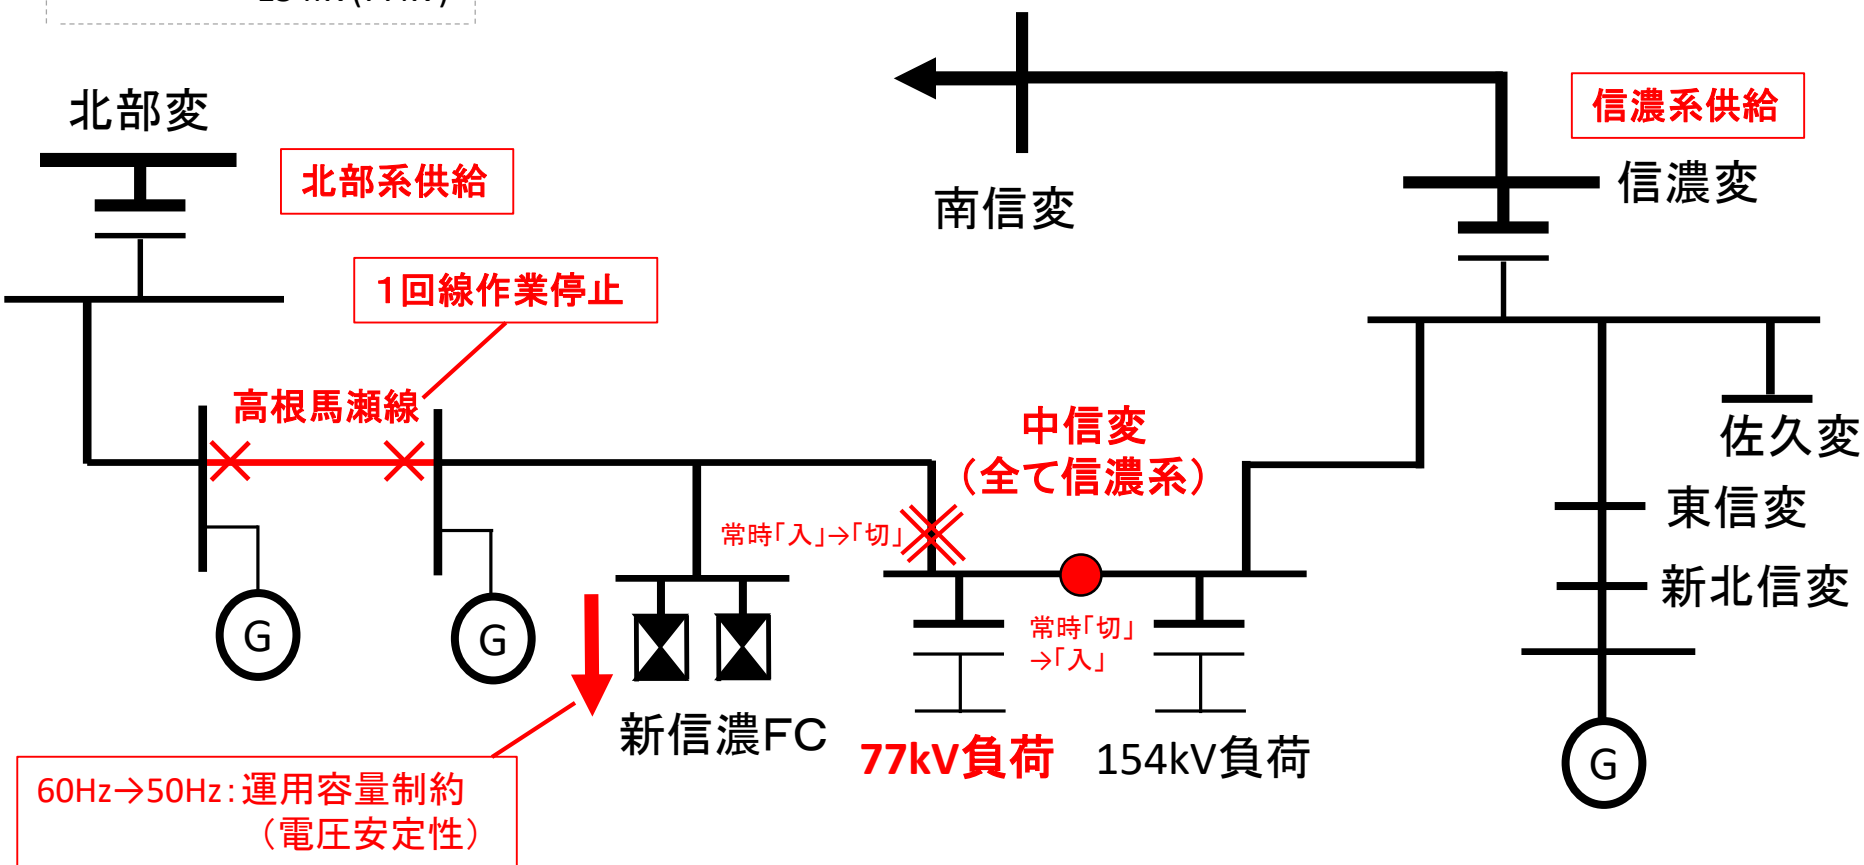 北部変
北部系供給
1回線作業停止
高根馬瀬線
南信変
信濃系供給
信濃変
中信変
（全て信濃系）
佐久変
東信変
新北信変
常時「入」→「切」
常時「切」
→「入」
G
G
新信濃FC
77kV負荷
154kV負荷
G
60Hz→50Hz：運用容量制約
（電圧安定性）